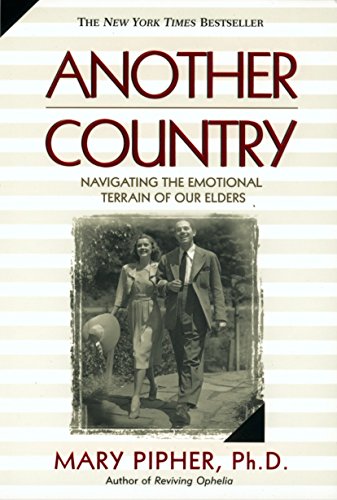 THE NEW YORK TIMES BESTSELLER
ANOTHER
COUNTRY
NAVIGATING THE EMOTIONAL
TERRAIN OF OUR ELDERS
MARY PIPHER, Ph.D.
Author of Reviving Ophelia